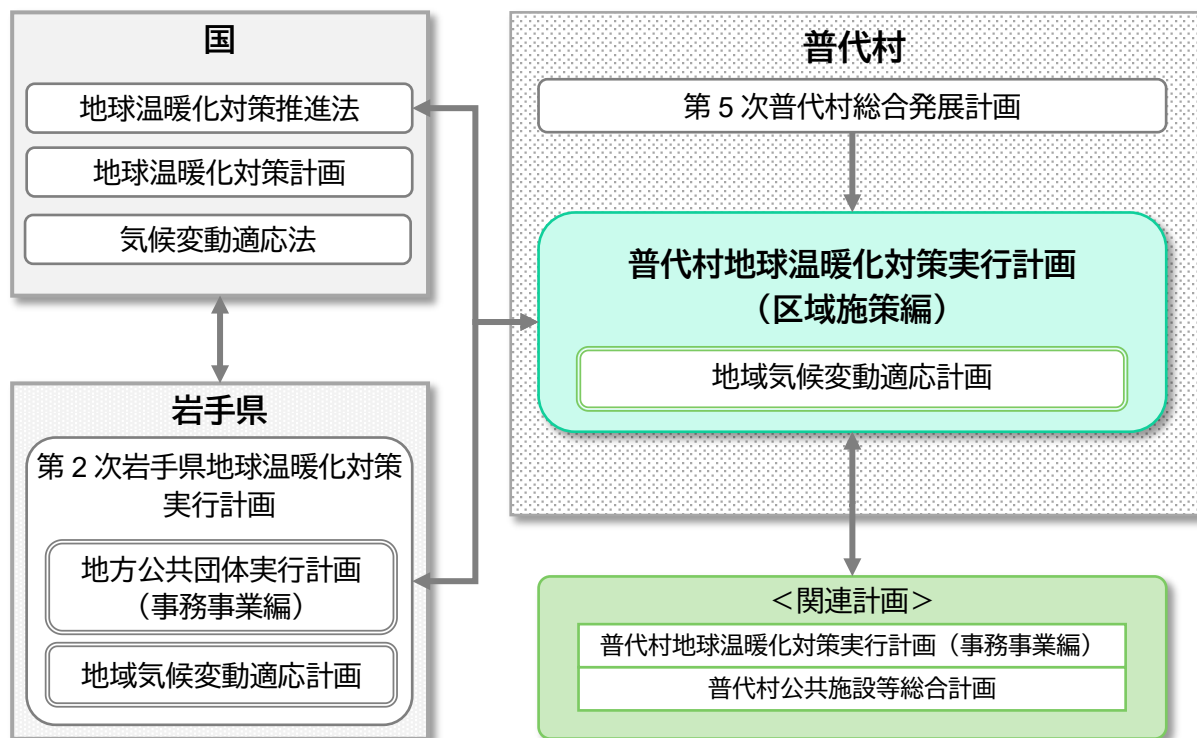 国
地球温暖化対策推進法
地球温暖化対策計画
気候変動適応法
岩手県
第２次岩手県地球温暖化対策
実行計画
地方公共団体実行計画
（事務事業編）
地域気候変動適応計画
普代村
第５次普代村総合発展計画
普代村地球温暖化対策実行計画
（区域施策編）
地域気候変動適応計画
＜関連計画＞
普代村地球温暖化対策実行計画（事務事業編）
普代村公共施設等総合計画